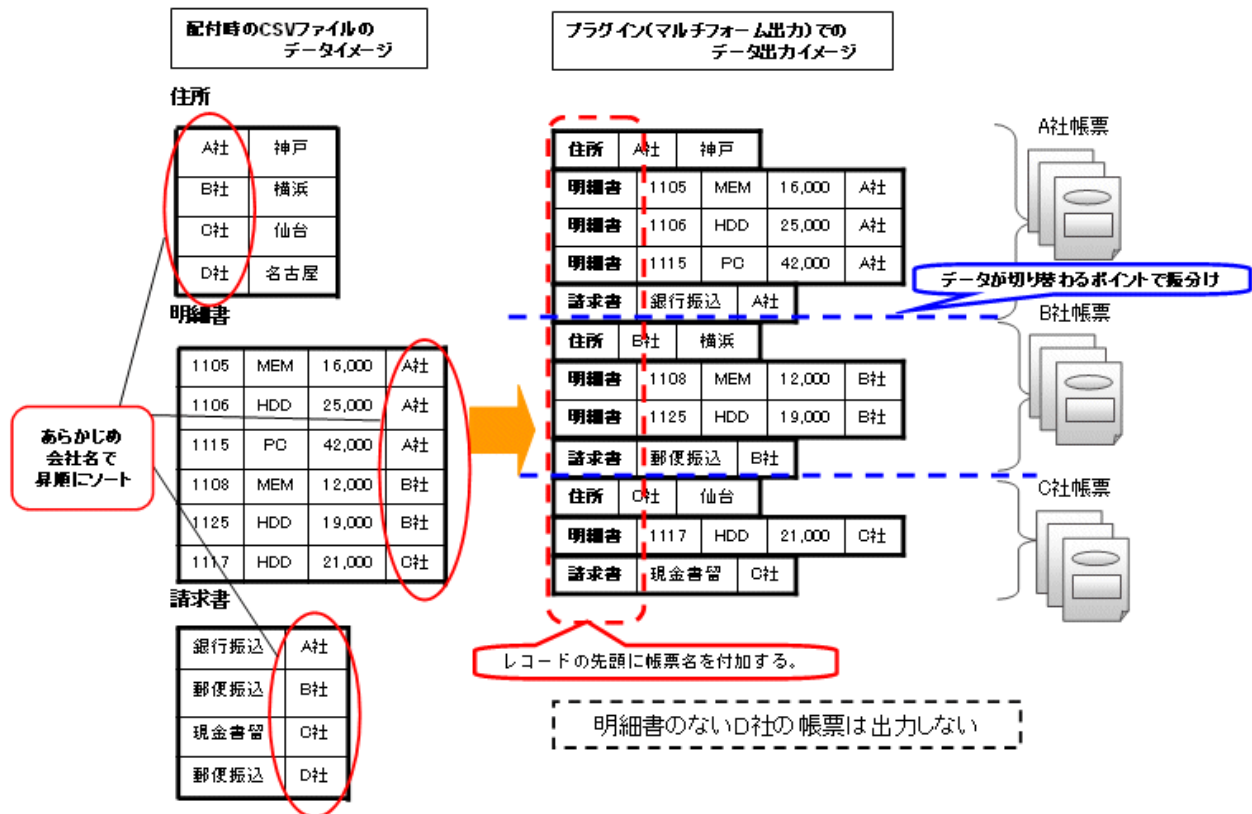 配付時のCSVファイルの
データイメージ
プラグイン(マルチフォーム出力)での
データ出力イメージ
住所
A社 神戸
B社 横浜
C社 仙台
D社 名古屋
明細書
1105 MEM 16,000 A社
1106 HDD 25,000 A社
1115 PC 42,000 A社
1108 MEM 12,000 B社
1125 HDD 19,000 B社
1117 HDD 21,000 C社
請求書
銀行振込 A社
郵便振込 B社
現金書留 C社
郵便振込 D社
あらかじめ
会社名で
昇順にソート
住所 A社 神戸
明細書 1105 MEM 16,000 A社
明細書 1106 HDD 25,000 A社
明細書 1115 PC 42,000 A社
請求書 銀行振込 A社
住所 B社 横浜
明細書 1108 MEM 12,000 B社
明細書 1125 HDD 19,000 B社
請求書 郵便振込 B社
住所 C社 仙台
明細書 1117 HDD 21,000 C社
請求書 現金書留 C社
レコードの先頭に帳票名を付加する。
明細書のないD社の帳票は出力しない
A社帳票
データが切り替わるポイントで振分け
B社帳票
C社帳票